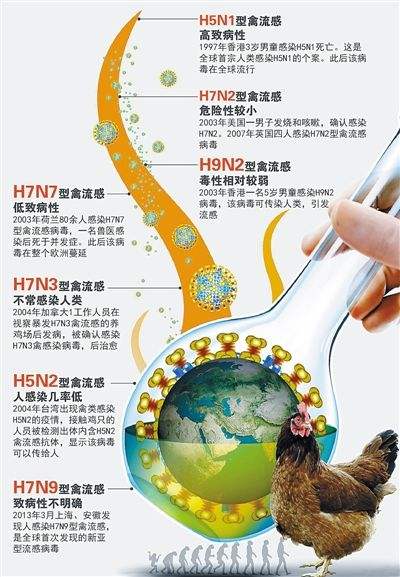 H5N1型禽流感
高致病性
1997年香港3岁男童感染H5N1死亡。这是
全球首宗人类感染H5N1的个案。此后该病
毒在全球流行
H7N2型禽流感
危险性较小
2003年美国一男子发烧和咳嗽，确认感染
H7N2。2007年英国四人感染H7N2型禽流感
病毒
H9N2型禽流感
毒性相对较弱
2003年香港一名5岁男童感染H9N2
病毒，该病毒可传染人类，引发
流感
H7N7型禽流感
低致病性
2003年荷兰80余人感染H7N7
型禽流感病毒，一名兽医感
染后死于并发症。此后该病
毒在整个欧洲蔓延
H7N3型禽流感
不常感染人类
2004年加拿大1工作人员在
视察暴发H7N3禽流感的养
鸡场后发病，被确认感染
H7N3禽感染病毒，后治愈
H5N2型禽流感
人感染几率低
2004年台湾出现禽类感染
H5N2的疫情，接触鸡只的
人员被检测出体内含H5N2
禽流感抗体，显示该病毒
可以传给人
H7N9型禽流感
致病性不明确
2013年3月上海、安徽发
现人感染H7N9型禽流感，
是全球首次发现的新亚
型流感病毒